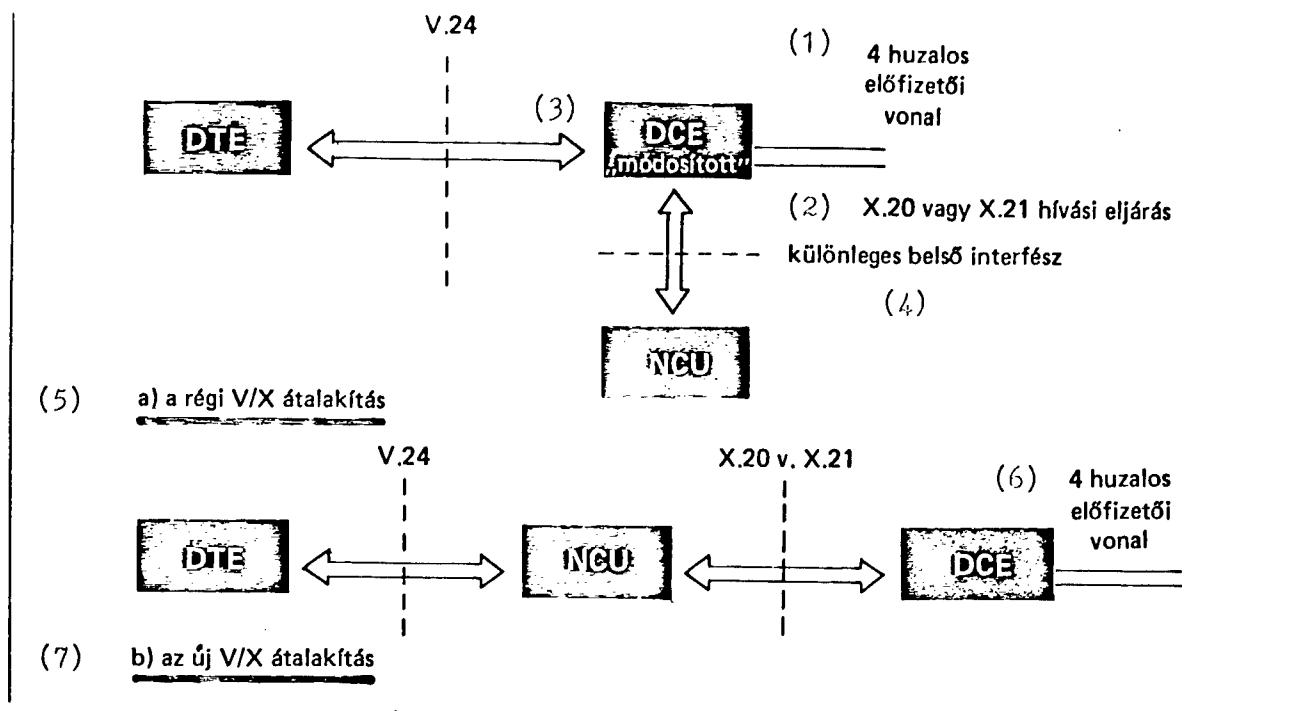 V.24
(1) 4 huzalos
előfizetői
vonal
DTE
(3)
DCE
„módosított”
(2) X.20 vagy X.21 hívási eljárás
különleges belső interfész
(4)
NCU
(5) a) a régi V/X átalakítás
V.24
X.20 v. X.21
(6) 4 huzalos
előfizetői
vonal
DTE
NCU
DCE
(7) b) az új V/X átalakítás